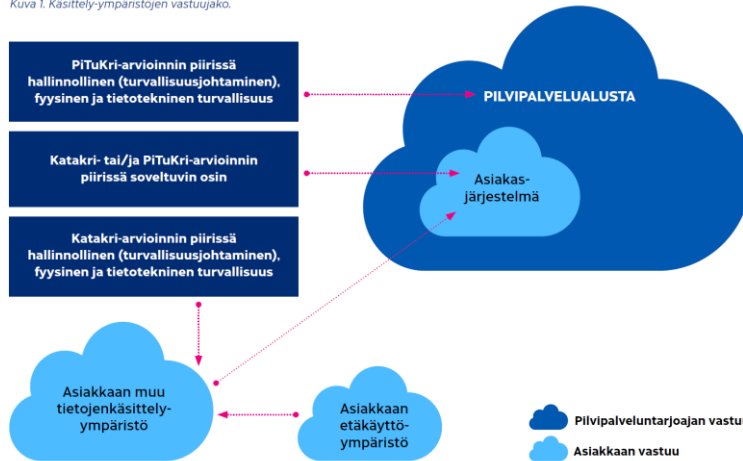 Kuva 1. Käsittely-ympäristöjen vastuujako.
PiTuKri-arvioinnin piirissä
hallinnollinen (turvallisuusjohtaminen),
fyysinen ja tietotekninen turvallisuus
PILVIPALVELUALUSTA
Katakri- tai/ja PiTuKri-arvioinnin
piirissä soveltuvin osin
Asiakas-
järjestelmä
Katakri-arvioinnin piirissä
hallinnollinen (turvallisuusjohtaminen),
fyysinen ja tietotekninen turvallisuus
Asiakkaan muu
tietojenkäsittely-
ympäristö
Asiakkaan
etäkäyttö-
ympäristö
Pilvipalveluntarjoajan vastuu
Asiakkaan vastuu